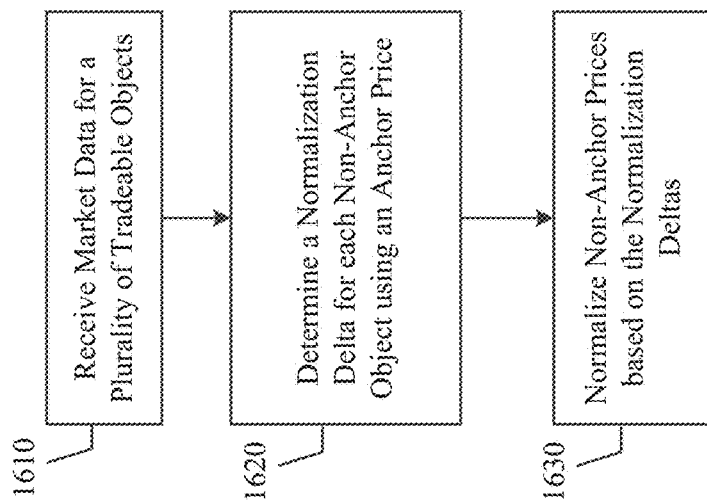 1610
Receive Market Data for a
Plurality of Tradeable Objects
1620
Determine a Normalization
Delta for each Non-Anchor
Object using an Anchor Price
1630
Normalize Non-Anchor Prices
based on the Normalization
Deltas